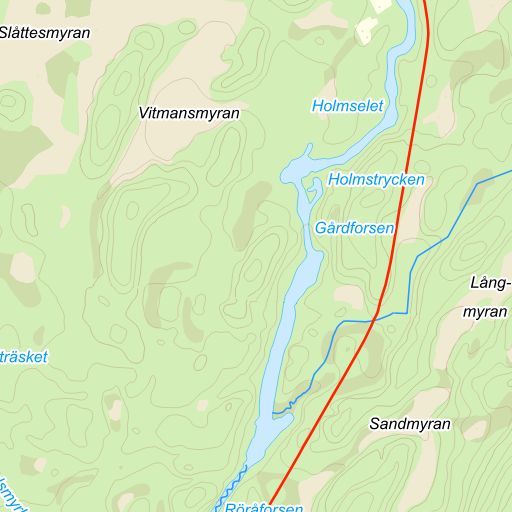 Slåttesmyran
Holmselet
Vitmansmyran
Holmstrycken
Gårdforsen
Lång-
myran
träsket
Sandmyran
Röråforsen